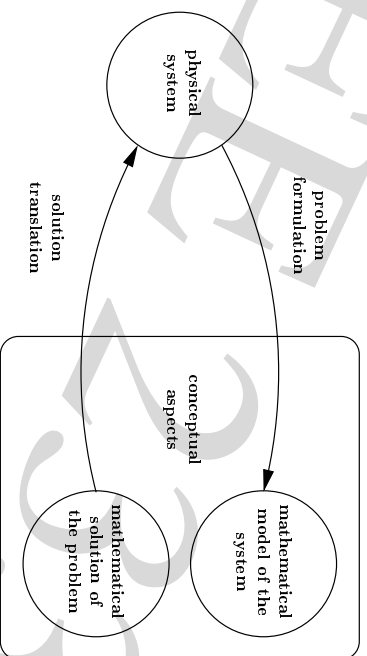 physical
system
problem
formulation
solution
translation
conceptual
aspects
mathematical
model of the
system
mathematical
solution of
the problem